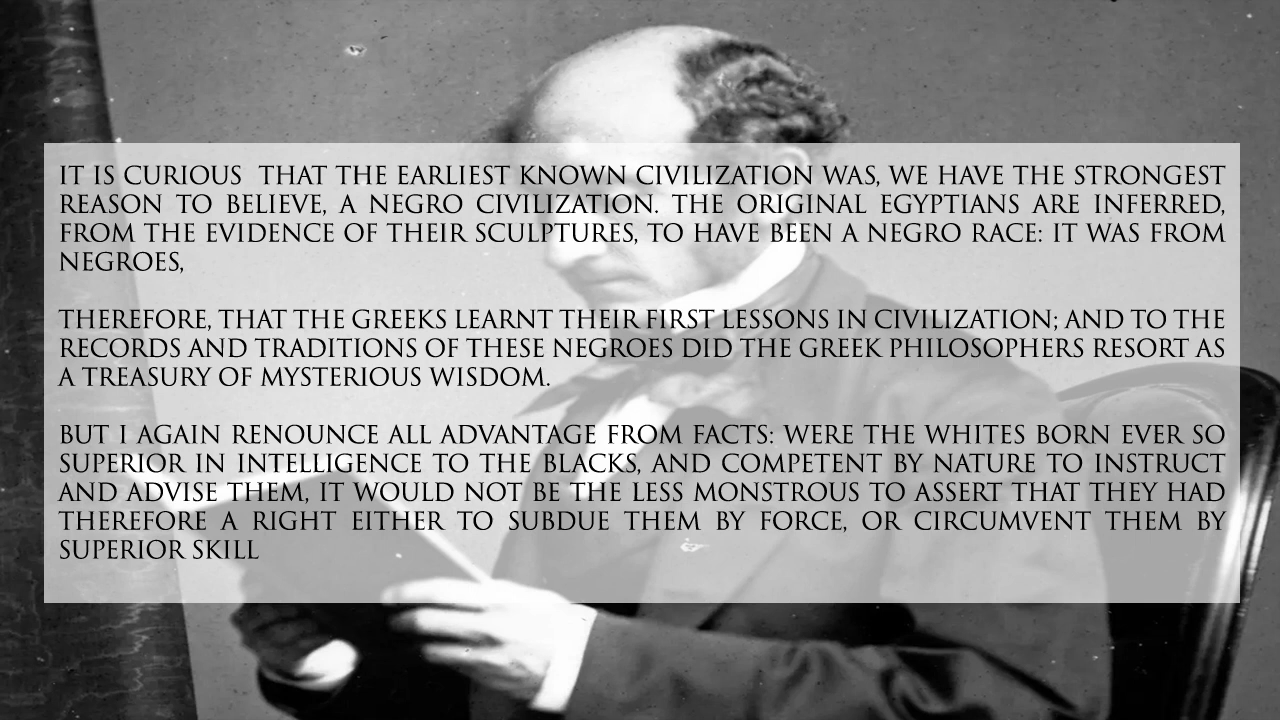 IT IS CURIOUS THAT THE EARLIEST KNOWN CIVILIZATION WAS, WE HAVE THE STRONGEST
REASON TO BELIEVE, A NEGRO CIVILIZATION. THE ORIGINAL EGYPTIANS ARE INFERRED,
FROM THE EVIDENCE OF THEIR SCULPTURES, TO HAVE BEEN A NEGRO RACE: IT WAS FROM
NEGROES,
THEREFORE, THAT THE GREEKS LEARNT THEIR FIRST LESSONS IN CIVILIZATION; AND TO THE
RECORDS AND TRADITIONS OF THESE NEGROES DID THE GREEK PHILOSOPHERS RESORT AS
A TREASURY OF MYSTERIOUS WISDOM.
BUT I AGAIN RENOUNCE ALL ADVANTAGE FROM FACTS: WERE THE WHITES BORN EVER SO
SUPERIOR IN INTELLIGENCE TO THE BLACKS, AND COMPETENT BY NATURE TO INSTRUCT
AND ADVISE THEM, IT WOULD NOT BE THE LESS MONSTROUS TO ASSERT THAT THEY HAD
THEREFORE A RIGHT EITHER TO SUBDUE THEM BY FORCE, OR CIRCUMVENT THEM BY
SUPERIOR SKILL